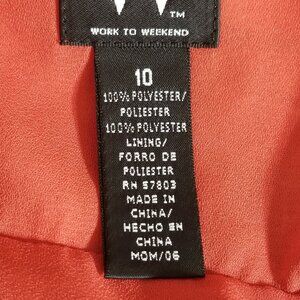 TM
WORK TO WEEKEND
10
100% POLYESTER/
POLIESTER
100% POLYESTER
LINING/
FORRO DE
POLIESTER
RN 57803
MADE IN
CHINA/
HECHO EN
CHINA
MOM/06